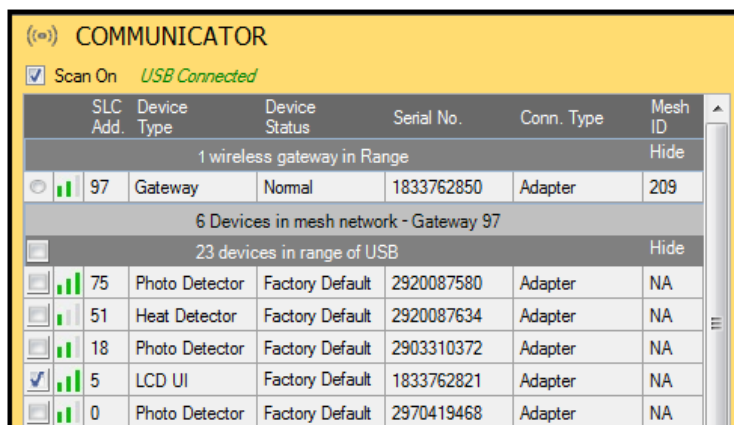 COMMUNICATOR
Scan On USB Connected
SLC Add. Device Type Device Status Serial No. Conn. Type Mesh ID
1 wireless gateway in Range Hide
97 Gateway Normal 1833762850 Adapter 209
6 Devices in mesh network - Gateway 97
23 devices in range of USB Hide
75 Photo Detector Factory Default 2920087580 Adapter NA
51 Heat Detector Factory Default 2920087634 Adapter NA
18 Photo Detector Factory Default 2903310372 Adapter NA
5 LCD UI Factory Default 1833762821 Adapter NA
0 Photo Detector Factory Default 2970419468 Adapter NA